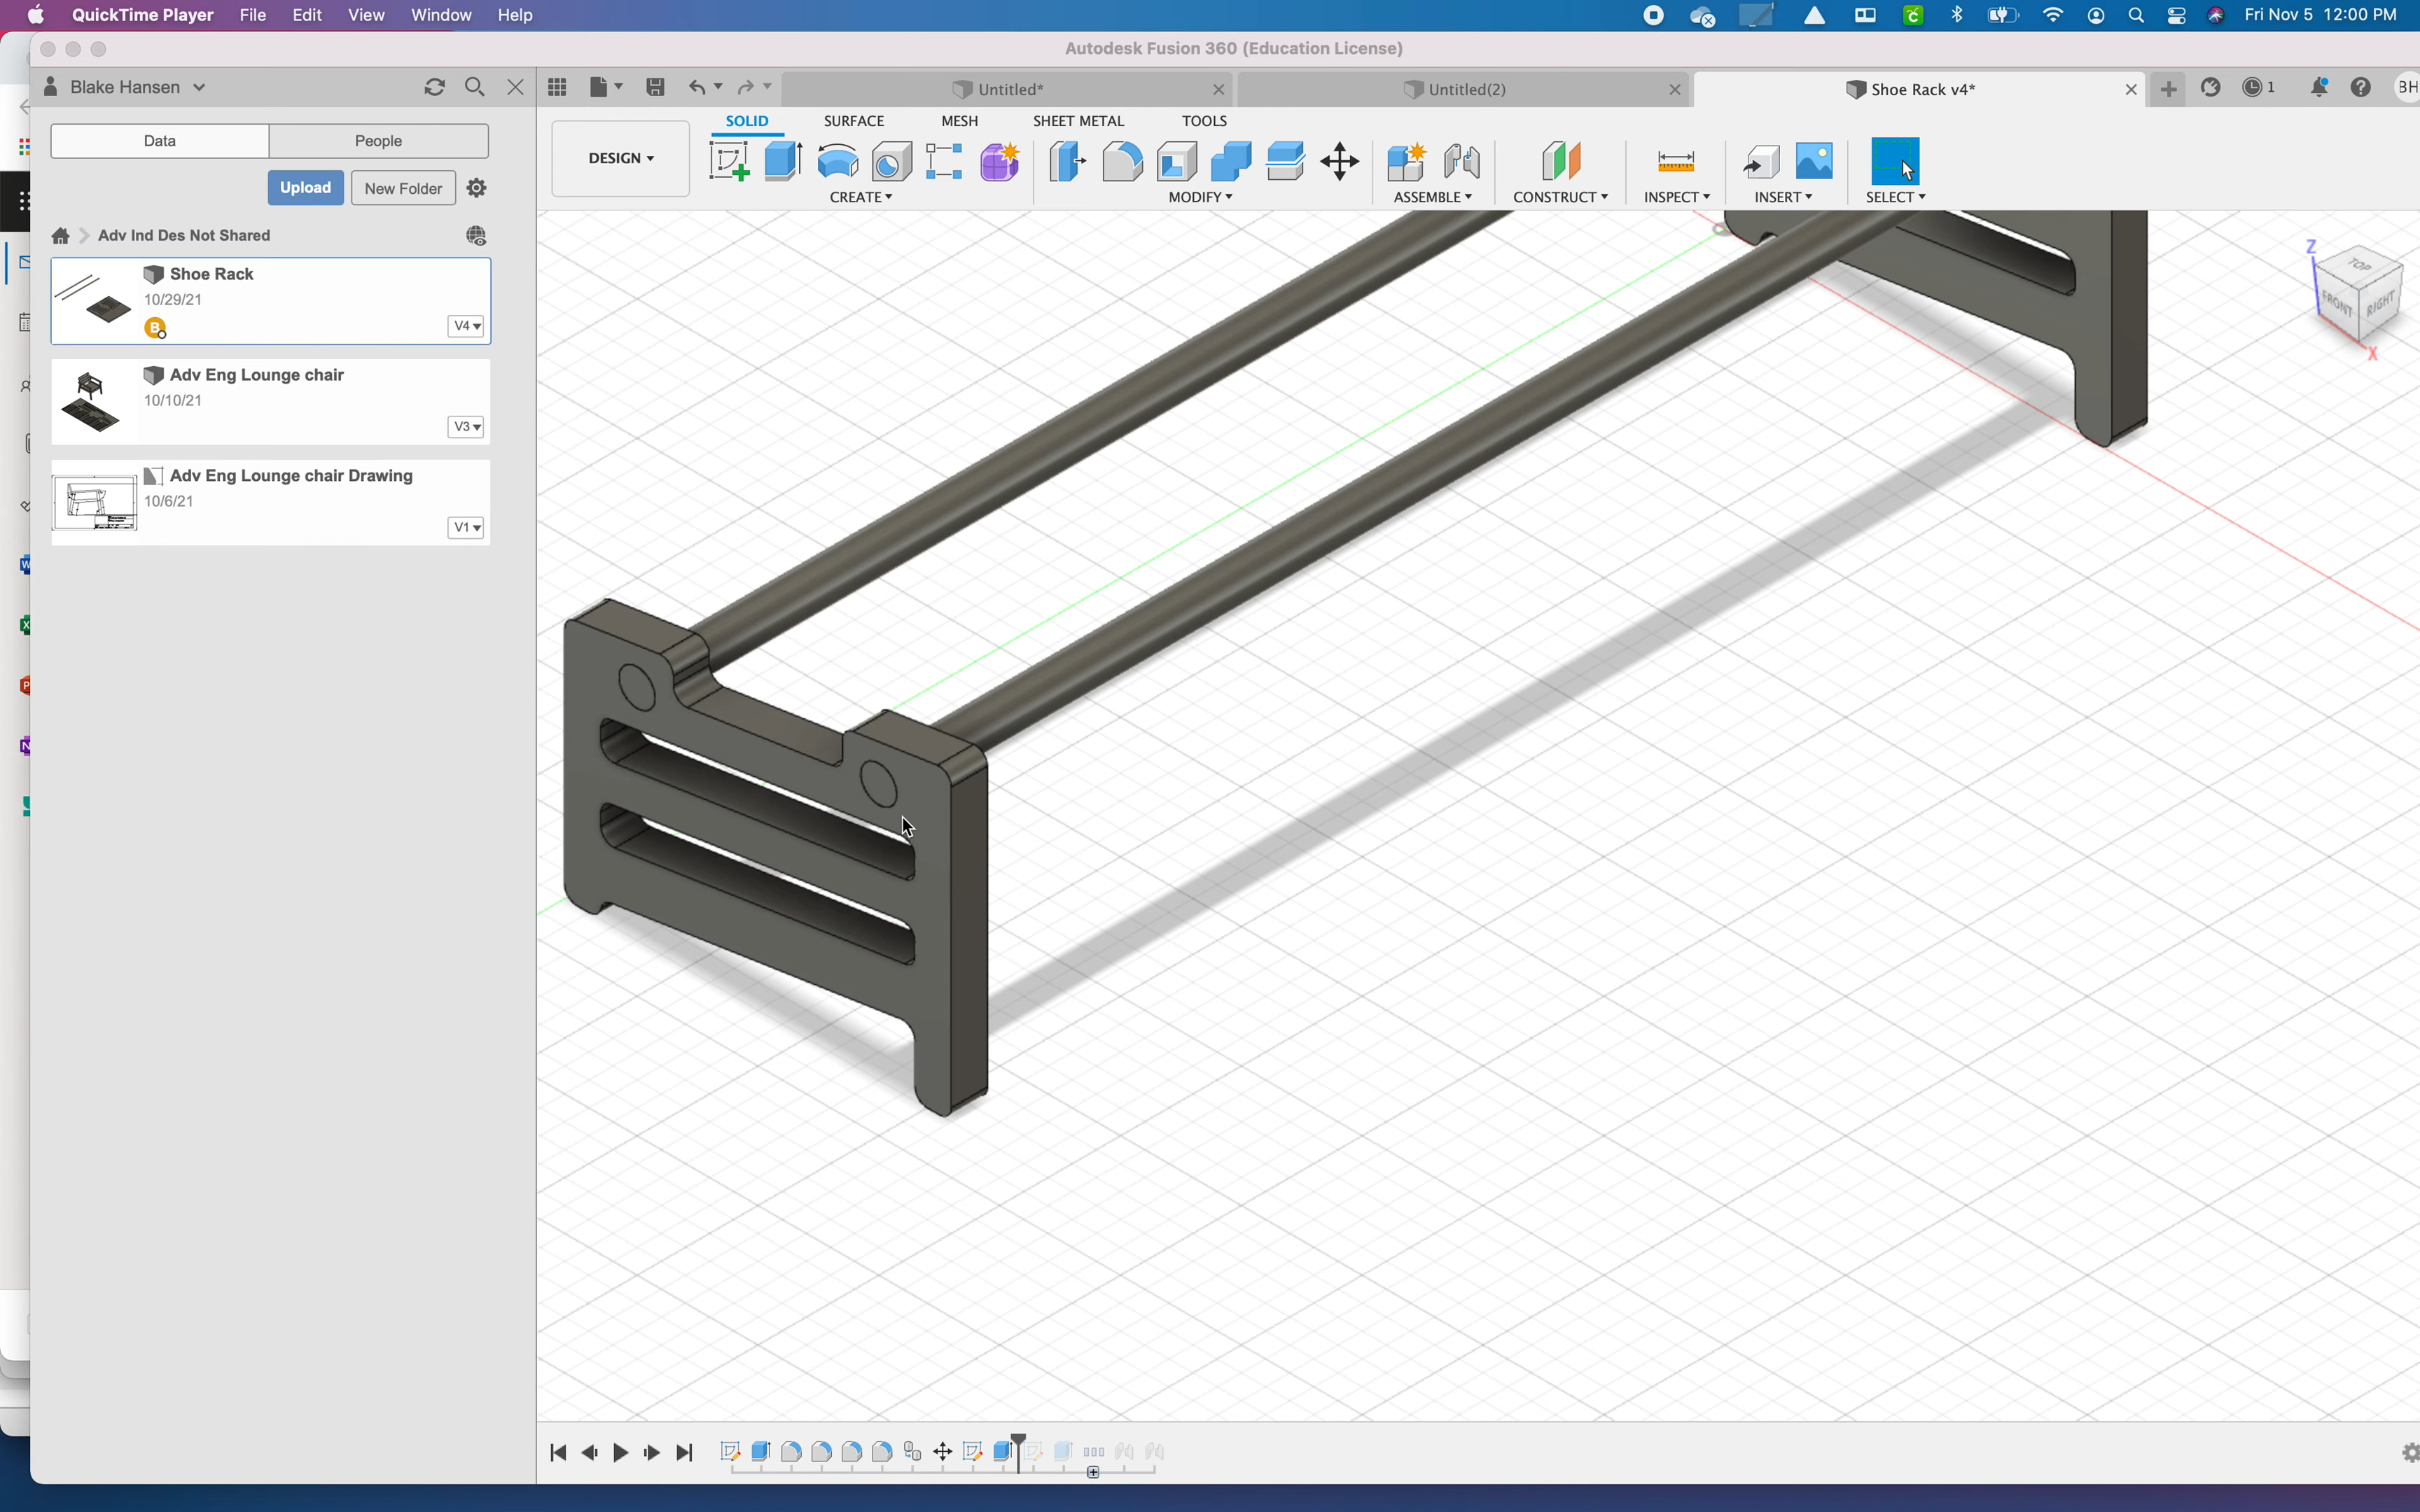 QuickTime Player File Edit View Window Help
Fri Nov 5 12:00 PM
Autodesk Fusion 360 (Education License)
Blake Hansen
Untitled*
Untitled(2)
Shoe Rack v4*
1
BH
Data
People
Upload
New Folder
Adv Ind Des Not Shared
Shoe Rack
10/29/21
B
V4
Adv Eng Lounge chair
10/10/21
V3
Adv Eng Lounge chair Drawing
10/6/21
V1
DESIGN
SOLID
SURFACE
MESH
SHEET METAL
TOOLS
CREATE
MODIFY
ASSEMBLE
CONSTRUCT
INSPECT
INSERT
SELECT
Z
TOP
FRONT
RIGHT
X